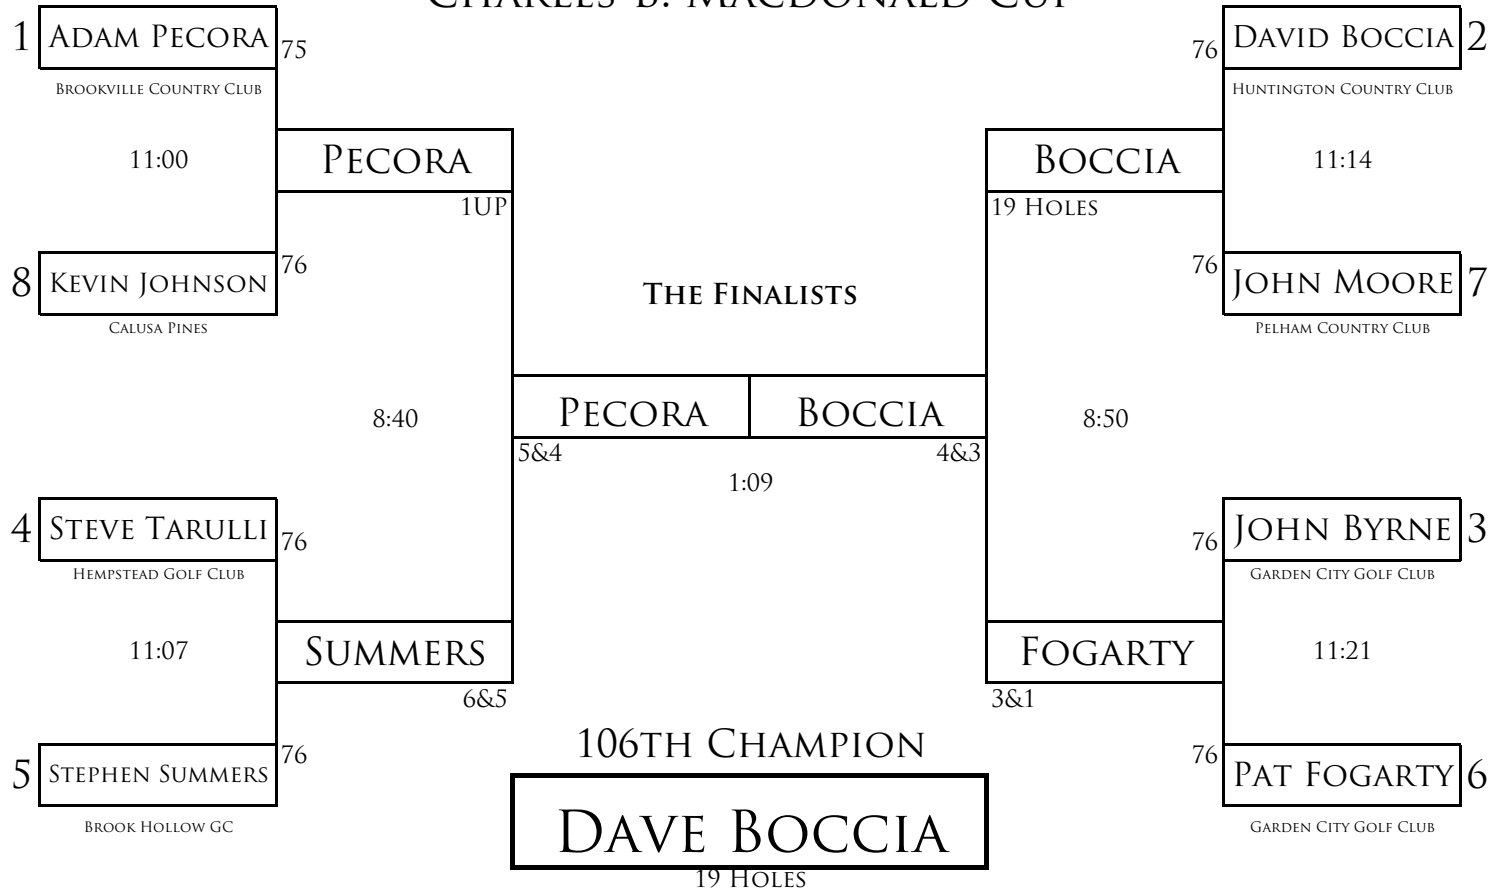 Charles B. Macdonald Cup
1 Adam Pecora 75
Brookville Country Club
11:00
Pecora
1UP
8 Kevin Johnson 76
Calusa Pines
8:40
4 Steve Tarulli 76
Hempstead Golf Club
11:07
Summers
6&5
5 Stephen Summers 76
Brook Hollow GC
The Finalists
Pecora Boccia
5&4 4&3
1:09
76 David Boccia 2
Huntington Country Club
11:14
Boccia
19 Holes
76 John Moore 7
Pelham Country Club
8:50
76 John Byrne 3
Garden City Golf Club
11:21
Fogarty
3&1
76 Pat Fogarty 6
Garden City Golf Club
106th Champion
Dave Boccia
19 Holes